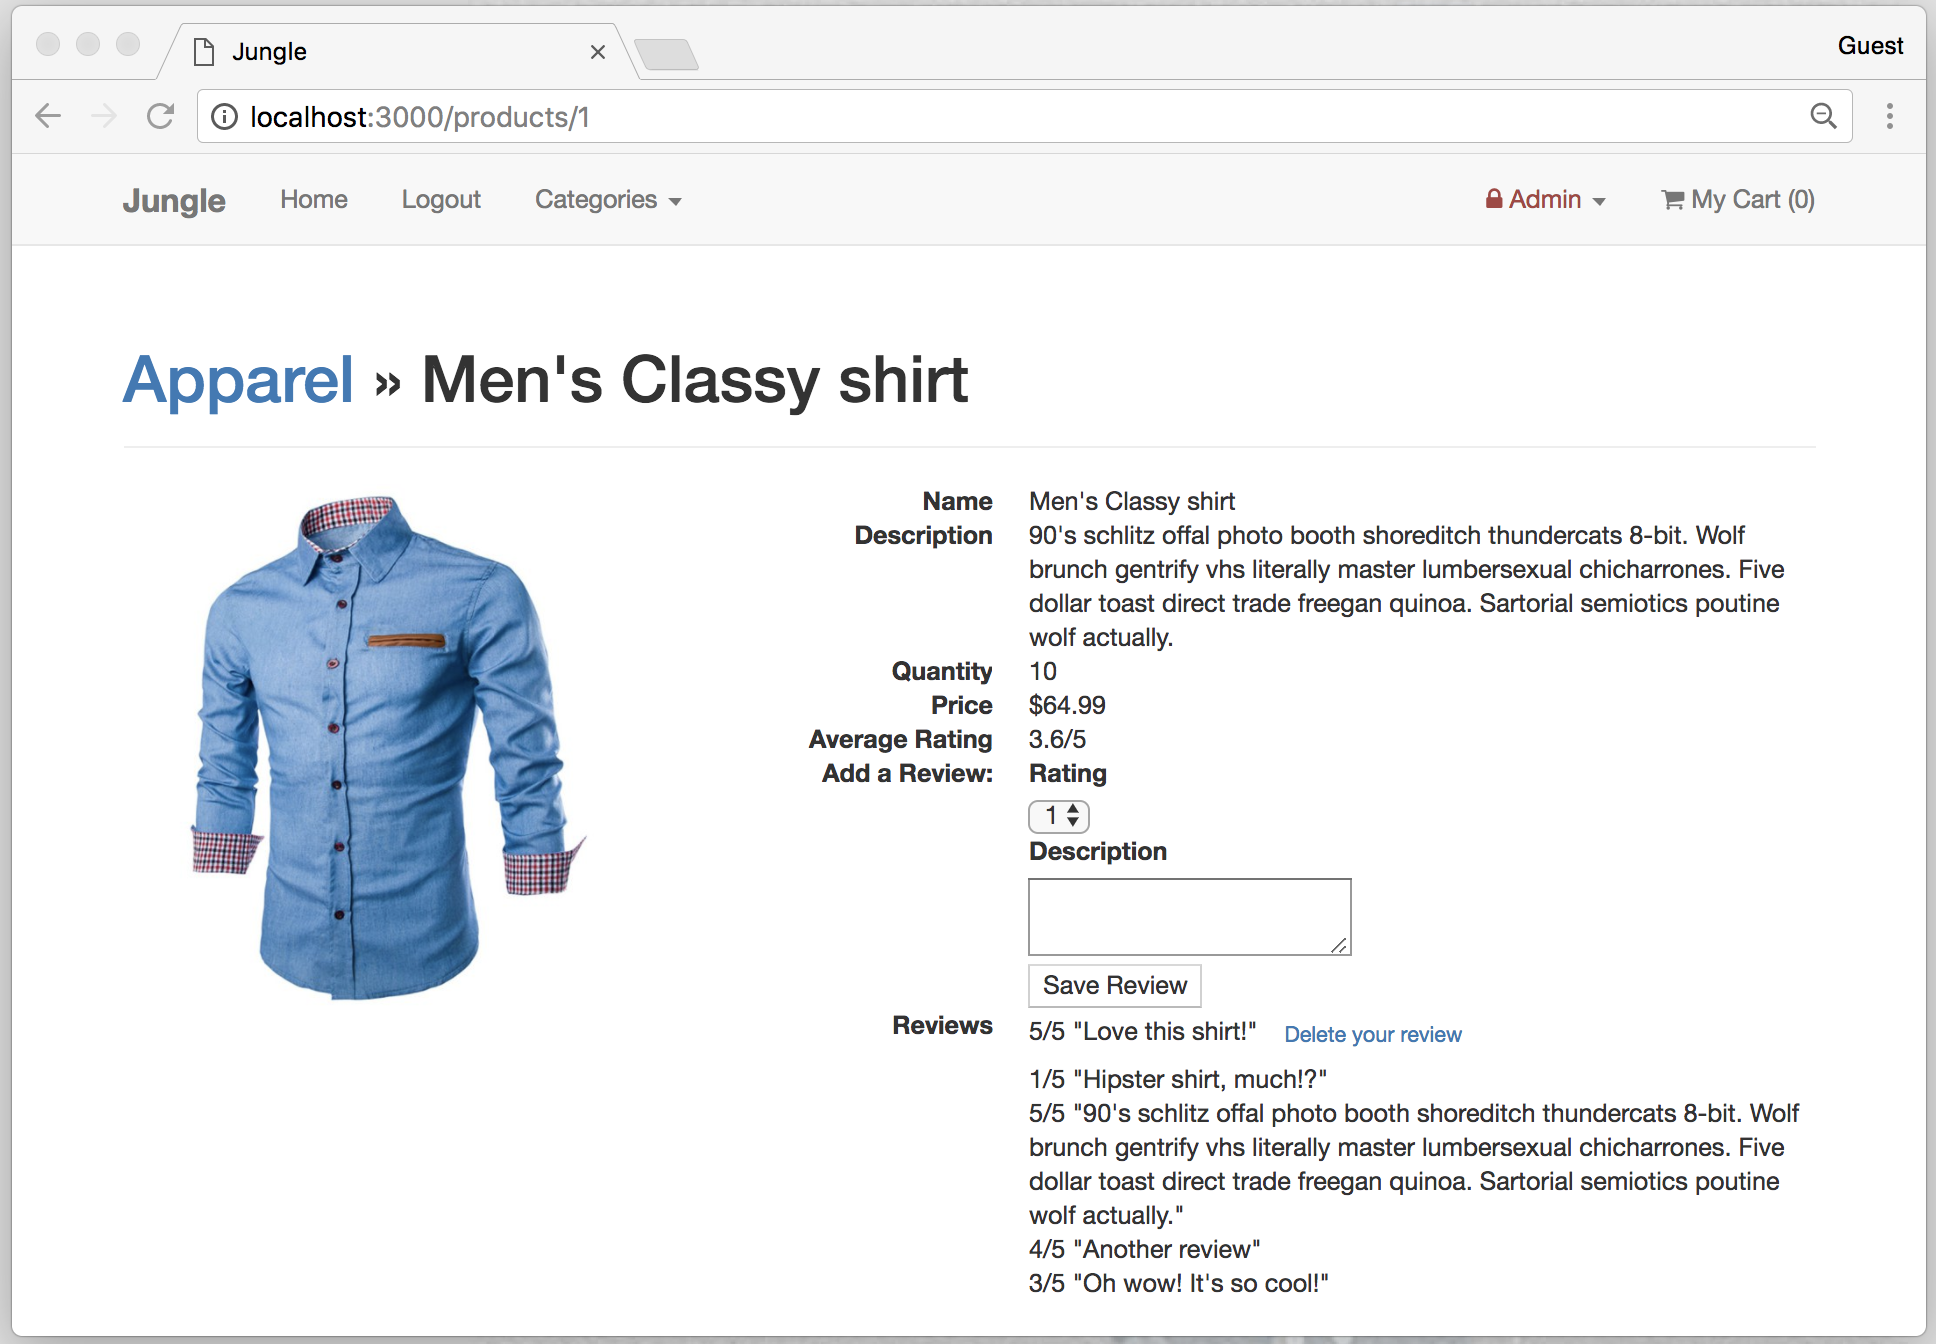 Jungle
Guest
localhost:3000/products/1
Jungle Home Logout Categories Admin My Cart (0)
Apparel » Men's Classy shirt
Name Men's Classy shirt
Description 90's schlitz offal photo booth shoreditch thundercats 8-bit. Wolf
brunch gentrify vhs literally master lumbersexual chicharrones. Five
dollar toast direct trade freegan quinoa. Sartorial semiotics poutine
wolf actually.
Quantity 10
Price $64.99
Average Rating 3.6/5
Add a Review: Rating
1
Description
Save Review
Reviews 5/5 "Love this shirt!" Delete your review
1/5 "Hipster shirt, much!?"
5/5 "90's schlitz offal photo booth shoreditch thundercats 8-bit. Wolf
brunch gentrify vhs literally master lumbersexual chicharrones. Five
dollar toast direct trade freegan quinoa. Sartorial semiotics poutine
wolf actually."
4/5 "Another review"
3/5 "Oh wow! It's so cool!"